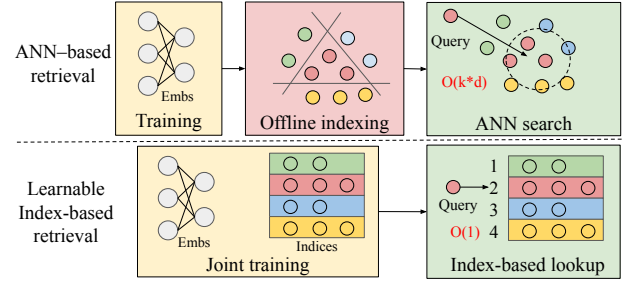 ANN–based
retrieval
Embs
Training
Offline indexing
Query
O(k*d)
ANN search
Learnable
Index-based
retrieval
Embs
Indices
Joint training
Query
O(1)
1
2
3
4
Index-based lookup